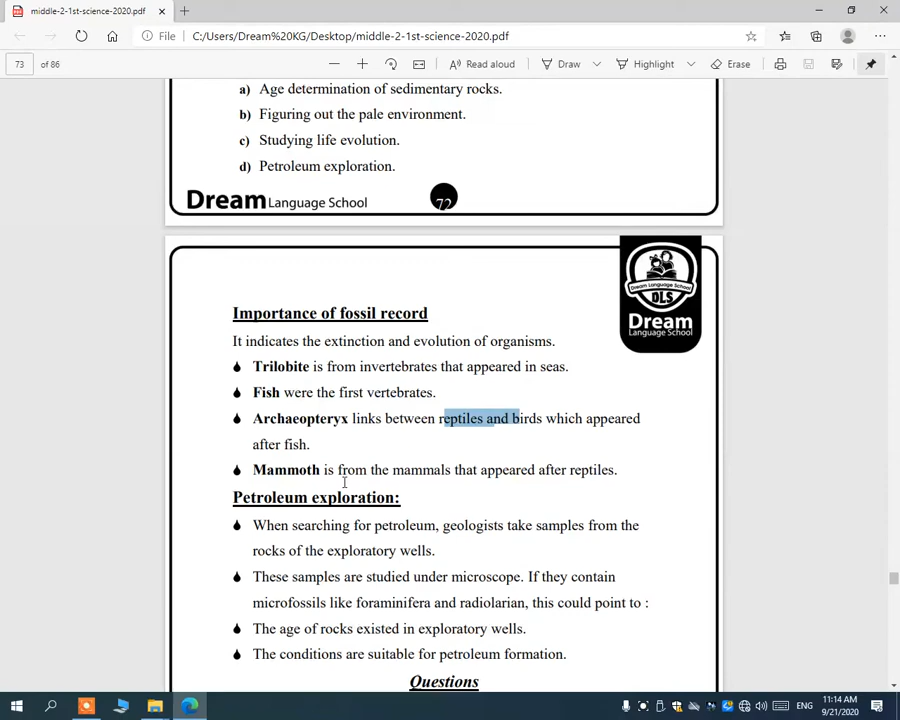 middle-2-1st-science-2020.pdf
File C:/Users/Dream%20KG/Desktop/middle-2-1st-science-2020.pdf
73 of 86 Read aloud Draw Highlight Erase
a) Age determination of sedimentary rocks.
b) Figuring out the pale environment.
c) Studying life evolution.
d) Petroleum exploration.
Dream Language School 72
Dream Language School
DLS
Dream
Language School
Importance of fossil record
It indicates the extinction and evolution of organisms.
Trilobite is from invertebrates that appeared in seas.
Fish were the first vertebrates.
Archaeopteryx links between reptiles and birds which appeared
after fish.
Mammoth is from the mammals that appeared after reptiles.
Petroleum exploration:
When searching for petroleum, geologists take samples from the
rocks of the exploratory wells.
These samples are studied under microscope. If they contain
microfossils like foraminifera and radiolarian, this could point to :
The age of rocks existed in exploratory wells.
The conditions are suitable for petroleum formation.
Questions
ENG
11:14 AM
9/21/2020